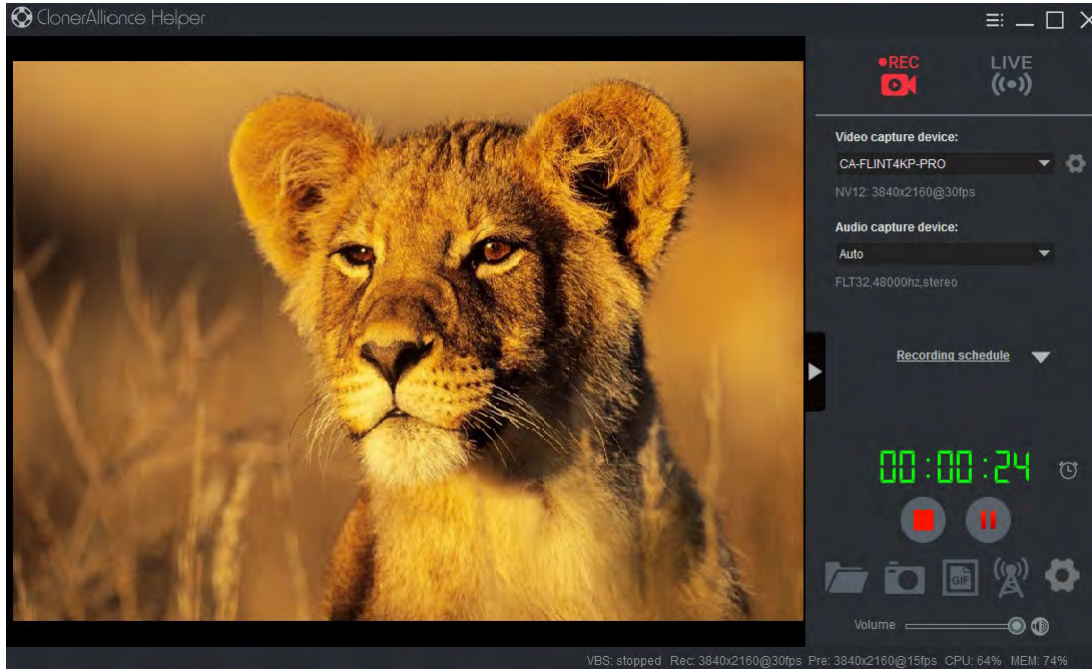 ClonerAlliance Helper
REC
LIVE
Video capture device:
CA-FLINT4KP-PRO
NV12: 3840x2160@30fps
Audio capture device:
Auto
FLT32,48000hz,stereo
Recording schedule
00:00:24
GIF
Volume
VBS: stopped Rec: 3840x2160@30fps Pre: 3840x2160@15fps CPU: 64% MEM: 74%